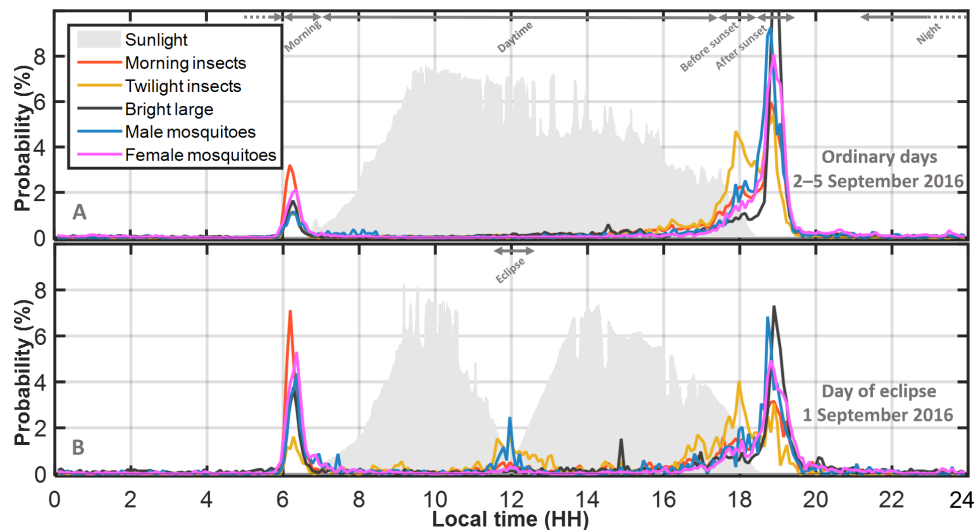 Morning
Daytime
Before sunset
After sunset
Night
Probability (%)
8
6
4
2
0
Sunlight
Morning insects
Twilight insects
Bright large
Male mosquitoes
Female mosquitoes
Ordinary days
2–5 September 2016
A
Eclipse
Probability (%)
8
6
4
2
0
Day of eclipse
1 September 2016
B
0 2 4 6 8 10 12 14 16 18 20 22 24
Local time (HH)